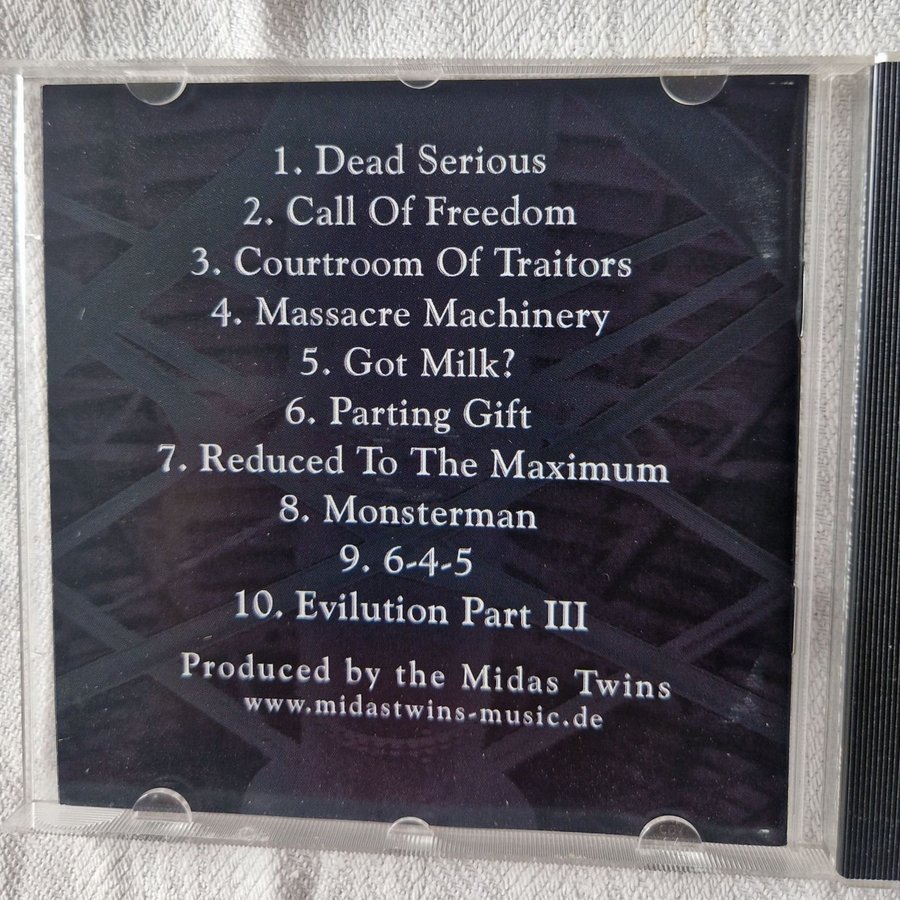 1. Dead Serious
2. Call Of Freedom
3. Courtroom Of Traitors
4. Massacre Machinery
5. Got Milk?
6. Parting Gift
7. Reduced To The Maximum
8. Monsterman
9. 6-4-5
10. Evilution Part III
Produced by the Midas Twins
www.midastwins-music.de